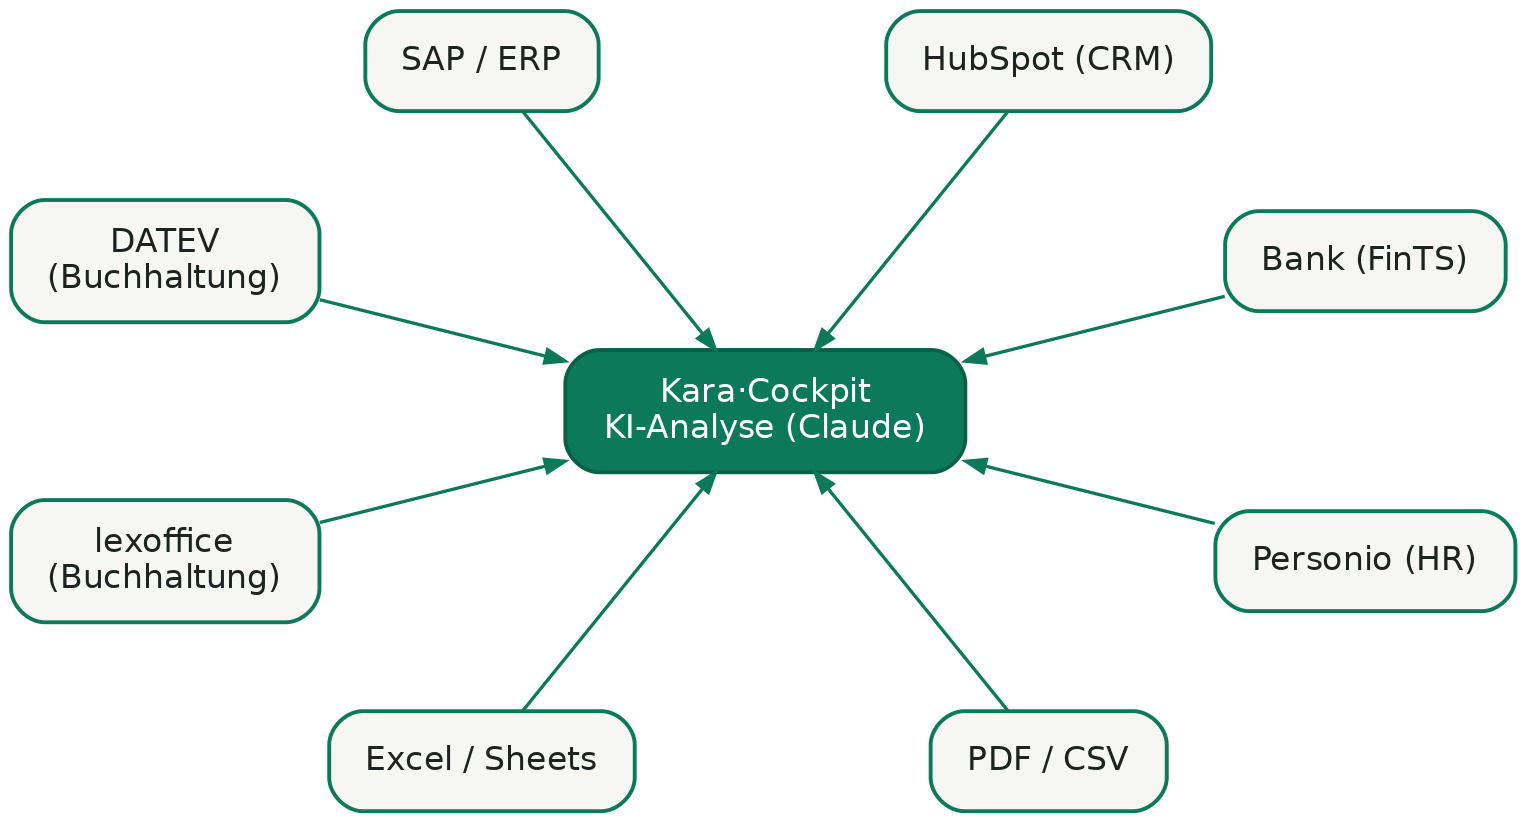 SAP / ERP
HubSpot (CRM)
DATEV
(Buchhaltung)
Bank (FinTS)
Kara·Cockpit
KI-Analyse (Claude)
lexoffice
(Buchhaltung)
Personio (HR)
Excel / Sheets
PDF / CSV